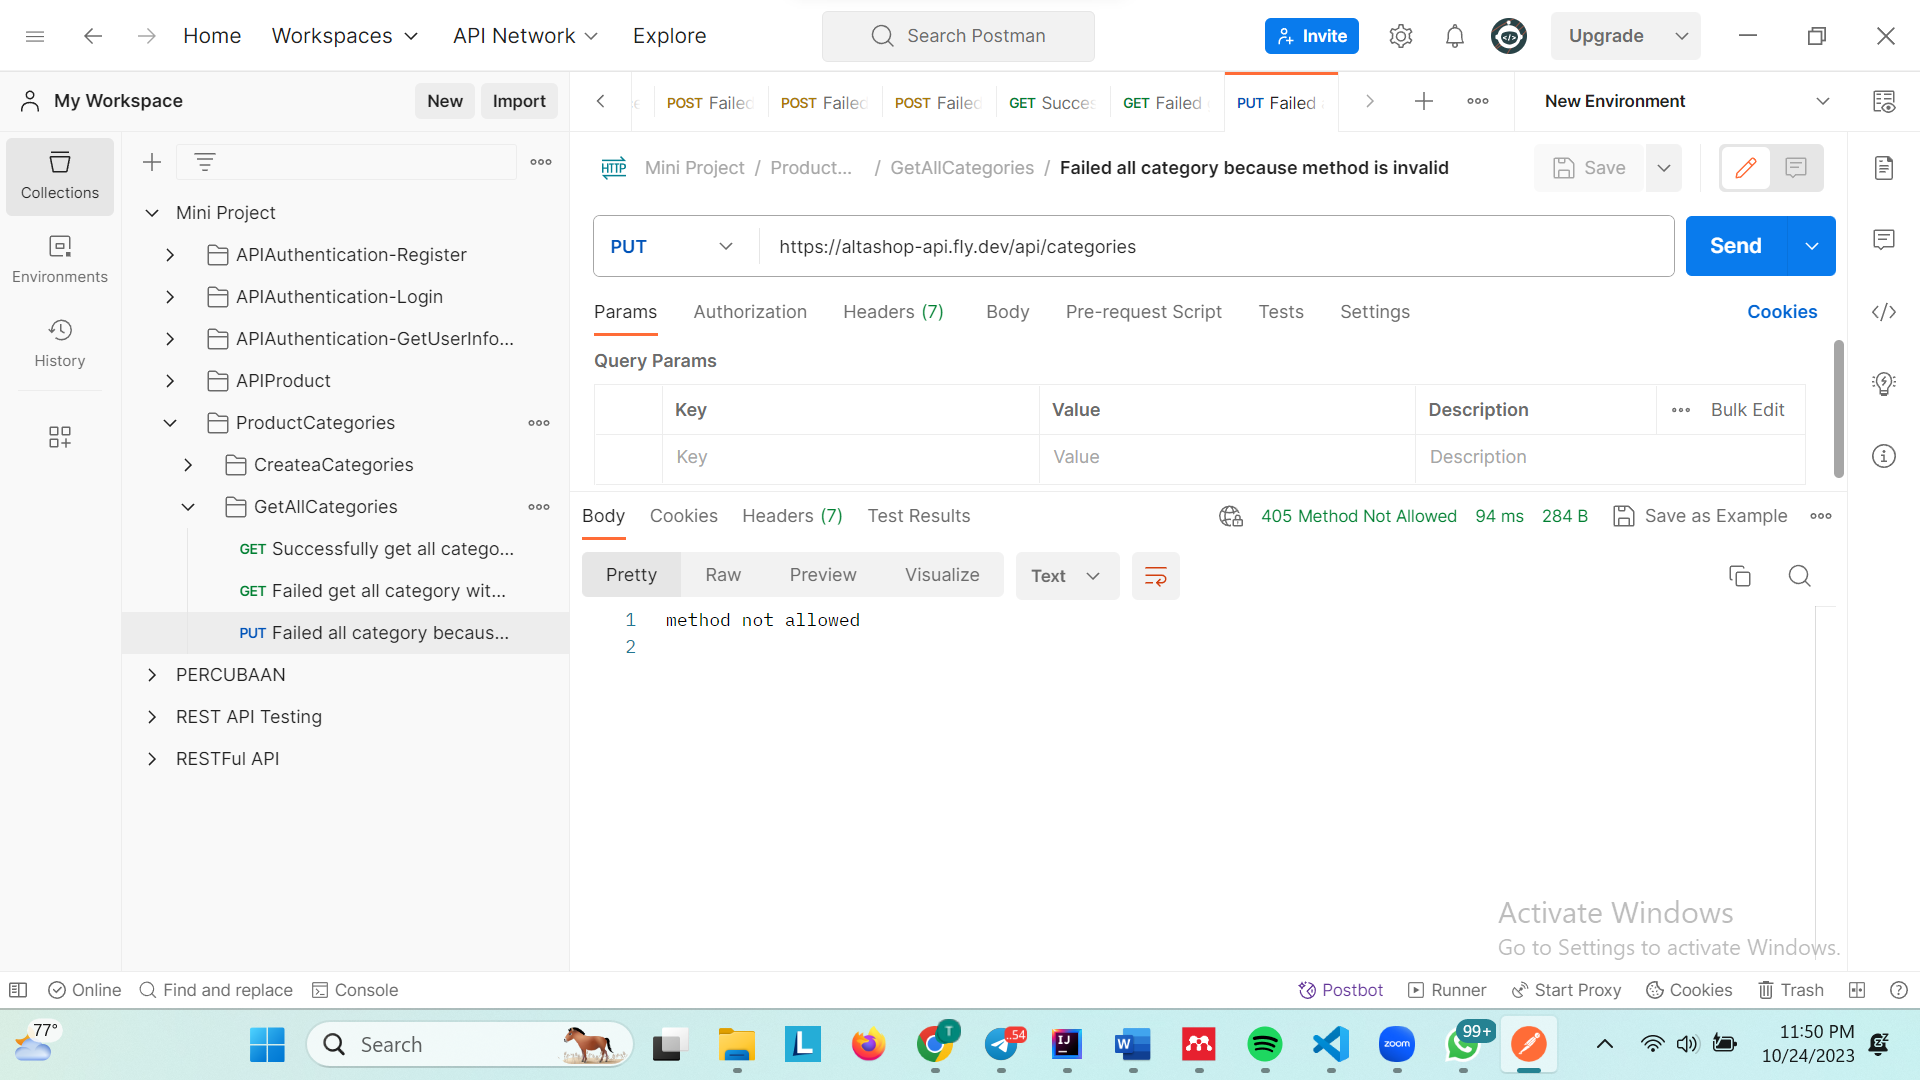 Home
Workspaces
API Network
Explore
Search Postman
Invite
Upgrade
My Workspace
New
Import
POST Failed
POST Failed
POST Failed
GET Succes
GET Failed
PUT Failed
New Environment
Collections
Environments
History
Mini Project
APIAuthentication-Register
APIAuthentication-Login
APIAuthentication-GetUserInfo...
APIProduct
ProductCategories
CreateaCategories
GetAllCategories
GET Successfully get all catego...
GET Failed get all category wit...
PUT Failed all category becaus...
PERCUBAAN
REST API Testing
RESTFul API
HTTP Mini Project / Product... / GetAllCategories / Failed all category because method is invalid
Save
PUT
https://altashop-api.fly.dev/api/categories
Send
Params
Authorization
Headers (7)
Body
Pre-request Script
Tests
Settings
Cookies
Query Params
Key
Value
Description
Bulk Edit
Key
Value
Description
Body
Cookies
Headers (7)
Test Results
405 Method Not Allowed
94 ms
284 B
Save as Example
Pretty
Raw
Preview
Visualize
Text
1 method not allowed
2
Activate Windows
Go to Settings to activate Windows.
Online
Find and replace
Console
Postbot
Runner
Start Proxy
Cookies
Trash
77°
Search
L
T
..54
IJ
W
zoom
99+
11:50 PM
10/24/2023